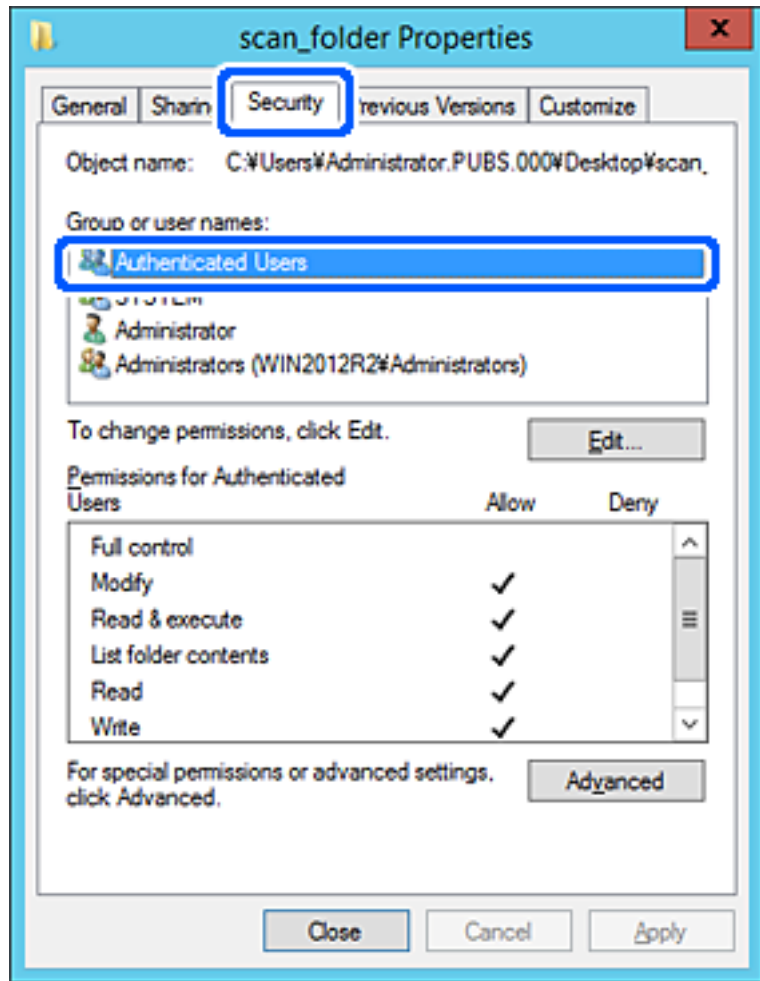 scan_folder Properties
x
General Security Customize
Versions
Object name: C:¥Users¥Administrator.PUBS.000¥Desktop¥scan_
Group or user names:
Authenticated Users
SYSTEM
Administrator
Administrators (WIN2012R2¥Administrators)
To change permissions, click Edit.
Edit...
Permissions for Authenticated
Users Allow Deny
Full control
Modify
Read & execute
List folder contents
Read
Write
For special permissions or advanced settings,
click Advanced.
Advanced
Close Cancel Apply